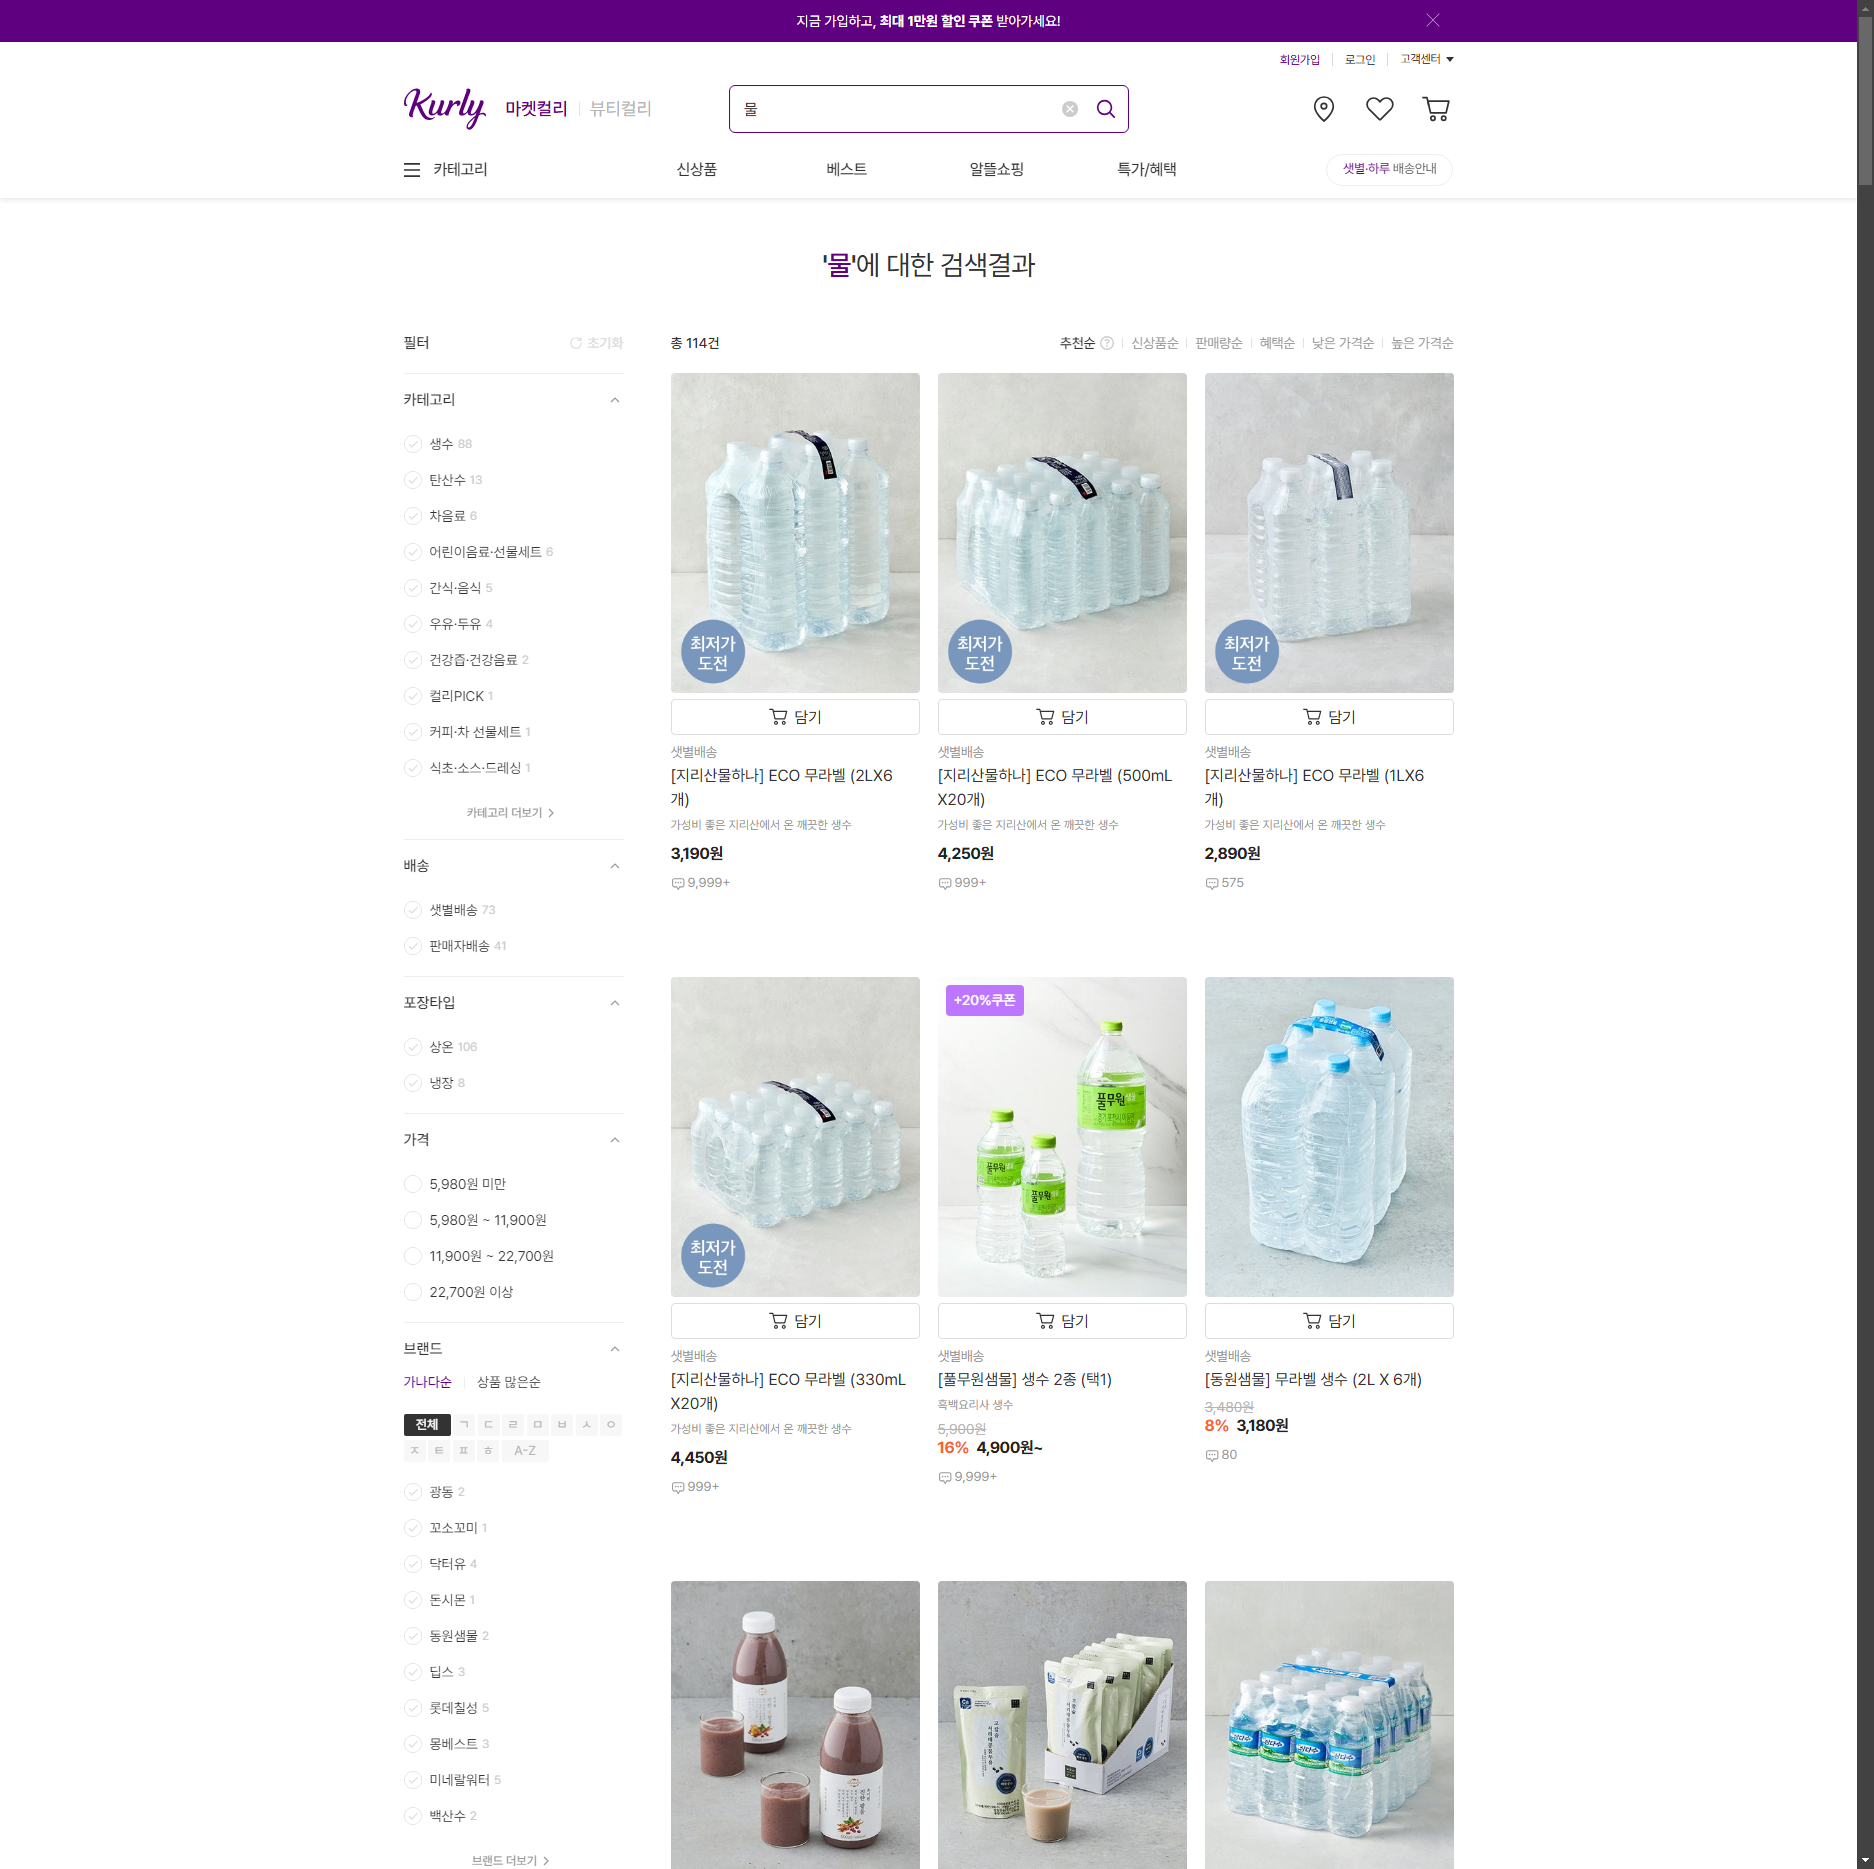 지금 가입하고, 최대 1만원 할인 쿠폰 받아가세요!
회원가입
로그인
고객센터
Kurly
마켓컬리
뷰티컬리
물
카테고리
신상품
베스트
알뜰쇼핑
특가/혜택
샛별·하루 배송안내
'물'에 대한 검색결과
필터
초기화
카테고리
생수 88
탄산수 13
차음료 6
어린이음료·선물세트 6
간식·음식 5
우유·두유 4
건강즙·건강음료 2
컬리PICK 1
커피·차 선물세트 1
식초·소스·드레싱 1
카테고리 더보기
배송
샛별배송 73
판매자배송 41
포장타입
상온 106
냉장 8
가격
5,980원 미만
5,980원 ~ 11,900원
11,900원 ~ 22,700원
22,700원 이상
브랜드
가나다순
상품 많은순
전체 ㄱ ㄷ ㄹ ㅁ ㅂ ㅅ ㅇ
ㅈ ㅌ ㅍ ㅎ A-Z
광동 2
꼬소꼬미 1
닥터유 4
돈시몬 1
동원샘물 2
딥스 3
롯데칠성 5
몽베스트 3
미네랄워터 5
백산수 2
브랜드 더보기
총 114건
추천순
신상품순
판매량순
혜택순
낮은 가격순
높은 가격순
최저가
도전
담기
샛별배송
[지리산물하나] ECO 무라벨 (2LX6
개)
가성비 좋은 지리산에서 온 깨끗한 생수
3,190원
9,999+
최저가
도전
담기
샛별배송
[지리산물하나] ECO 무라벨 (500mL
X20개)
가성비 좋은 지리산에서 온 깨끗한 생수
4,250원
999+
최저가
도전
담기
샛별배송
[지리산물하나] ECO 무라벨 (1LX6
개)
가성비 좋은 지리산에서 온 깨끗한 생수
2,890원
575
최저가
도전
담기
샛별배송
[지리산물하나] ECO 무라벨 (330mL
X20개)
가성비 좋은 지리산에서 온 깨끗한 생수
4,450원
999+
+20%쿠폰
풀무원샘물
풀무원
풀무원
담기
샛별배송
[풀무원샘물] 생수 2종 (택1)
흑백요리사 생수
5,900원
16% 4,900원~
9,999+
담기
샛별배송
[동원샘물] 무라벨 생수 (2L X 6개)
3,480원
8% 3,180원
80
삼다수
삼다수
삼다수
삼다수